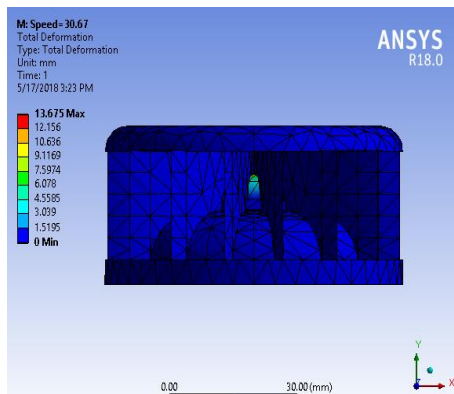 M: Speed=30.67
Total Deformation
Type: Total Deformation
Unit: mm
Time: 1
5/17/2018 3:23 PM
ANSYS
R18.0
13.675 Max
12.156
10.636
9.1169
7.5974
6.078
4.5585
3.039
1.5195
0 Min
Y
X
0.00
30.00 (mm)